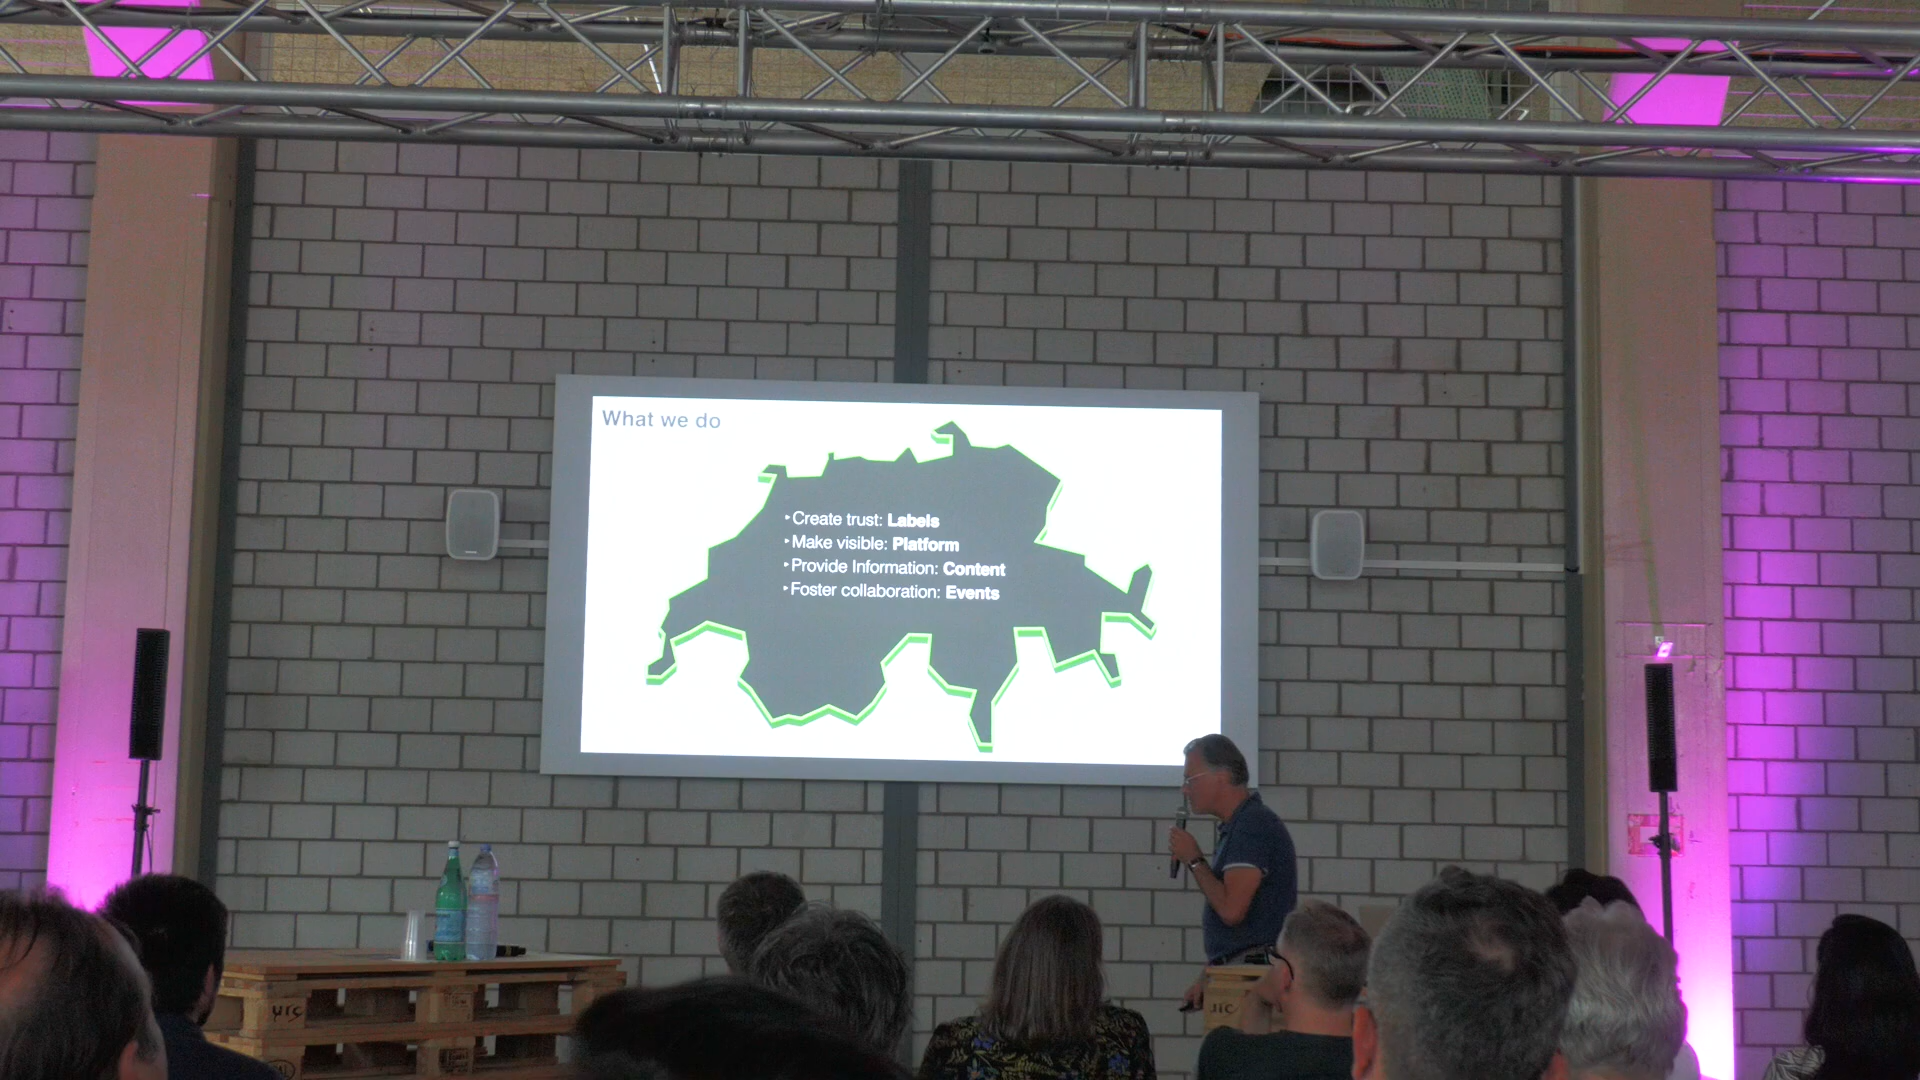 What we do
‣Create trust: Labels
‣Make visible: Platform
‣Provide Information: Content
‣Foster collaboration: Events